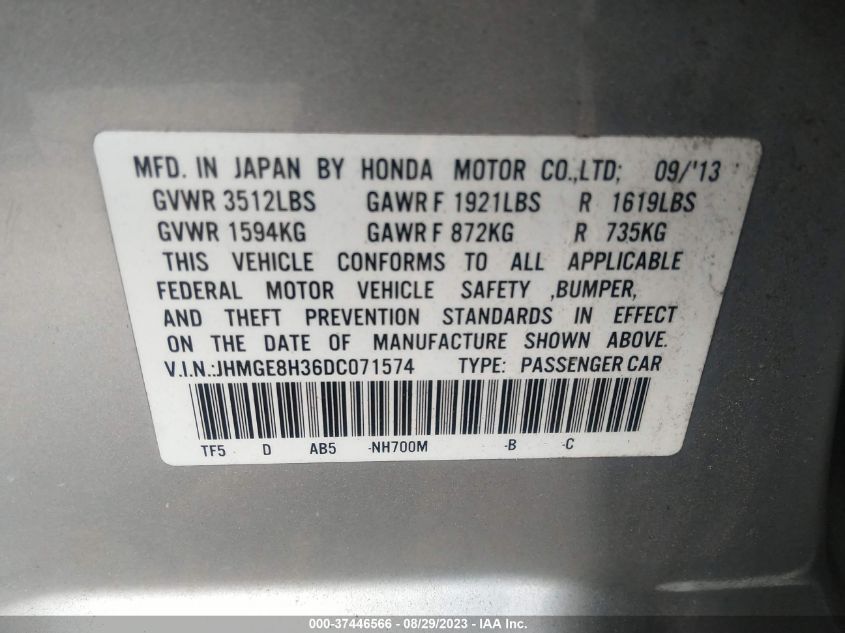 MFD. IN JAPAN BY HONDA MOTOR CO.,LTD; 09/'13
GVWR 3512LBS GAWR F 1921LBS R 1619LBS
GVWR 1594KG GAWR F 872KG R 735KG
THIS VEHICLE CONFORMS TO ALL APPLICABLE
FEDERAL MOTOR VEHICLE SAFETY ,BUMPER,
AND THEFT PREVENTION STANDARDS IN EFFECT
ON THE DATE OF MANUFACTURE SHOWN ABOVE.
V.I.N.:JHMGE8H36DC071574 TYPE: PASSENGER CAR
TF5 D AB5 -NH700M -B -C
000-37446566 - 08/29/2023 - IAA Inc.